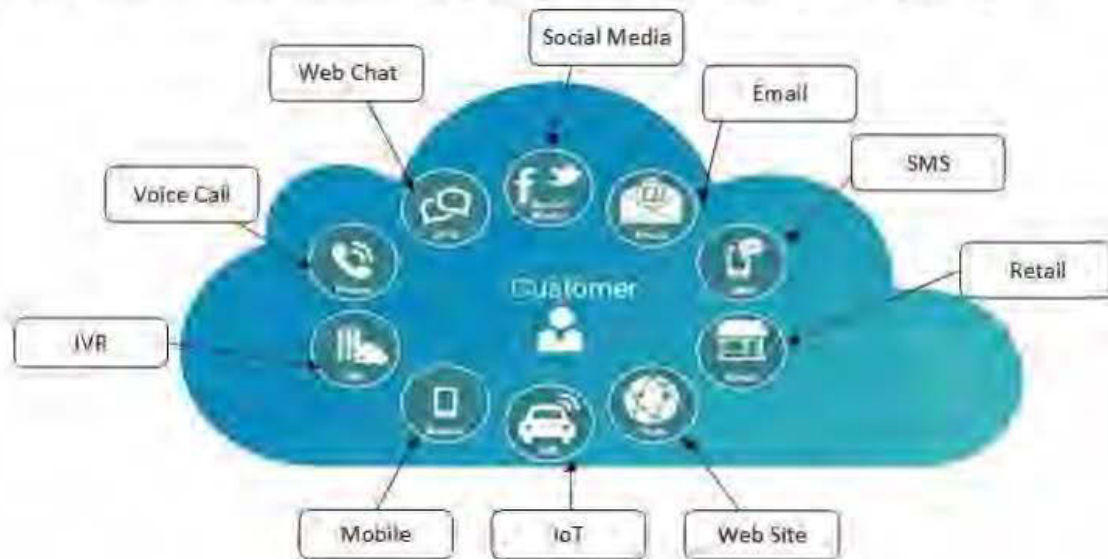 Social Media
Web Chat
Email
SMS
Voice Call
Customer
Retail
IVR
Mobile
IoT
Web Site